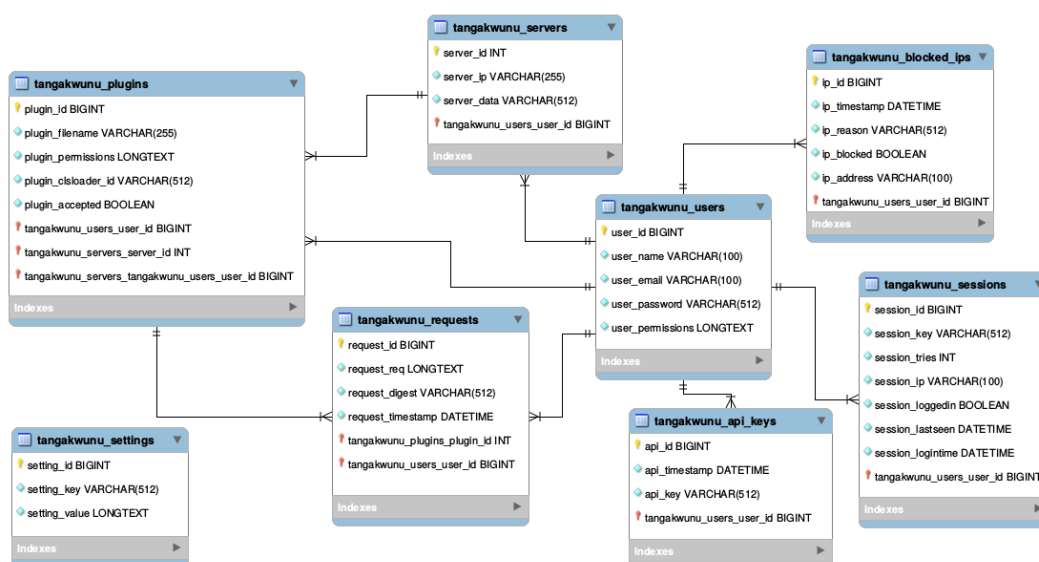 tangakwunu_servers
server_id INT
server_ip VARCHAR(255)
server_data VARCHAR(512)
tangakwunu_users_user_id BIGINT
Indexes
tangakwunu_blocked_ips
ip_id BIGINT
ip_timestamp DATETIME
ip_reason VARCHAR(512)
ip_blocked BOOLEAN
ip_address VARCHAR(100)
tangakwunu_users_user_id BIGINT
Indexes
tangakwunu_plugins
plugin_id BIGINT
plugin_filename VARCHAR(255)
plugin_permissions LONGTEXT
plugin_clsloader_id VARCHAR(512)
plugin_accepted BOOLEAN
tangakwunu_users_user_id BIGINT
tangakwunu_servers_server_id INT
tangakwunu_servers_tangakwunu_users_user_id BIGINT
Indexes
tangakwunu_users
user_id BIGINT
user_name VARCHAR(100)
user_email VARCHAR(100)
user_password VARCHAR(512)
user_permissions LONGTEXT
Indexes
tangakwunu_sessions
session_id BIGINT
session_key VARCHAR(512)
session_tries INT
session_ip VARCHAR(100)
session_loggedin BOOLEAN
session_lastseen DATETIME
session_logintime DATETIME
tangakwunu_users_user_id BIGINT
Indexes
tangakwunu_requests
request_id BIGINT
request_req LONGTEXT
request_digest VARCHAR(512)
request_timestamp DATETIME
tangakwunu_plugins_plugin_id INT
tangakwunu_users_user_id BIGINT
Indexes
tangakwunu_api_keys
api_id BIGINT
api_timestamp DATETIME
api_key VARCHAR(512)
tangakwunu_users_user_id BIGINT
Indexes
tangakwunu_settings
setting_id BIGINT
setting_key VARCHAR(512)
setting_value LONGTEXT
Indexes